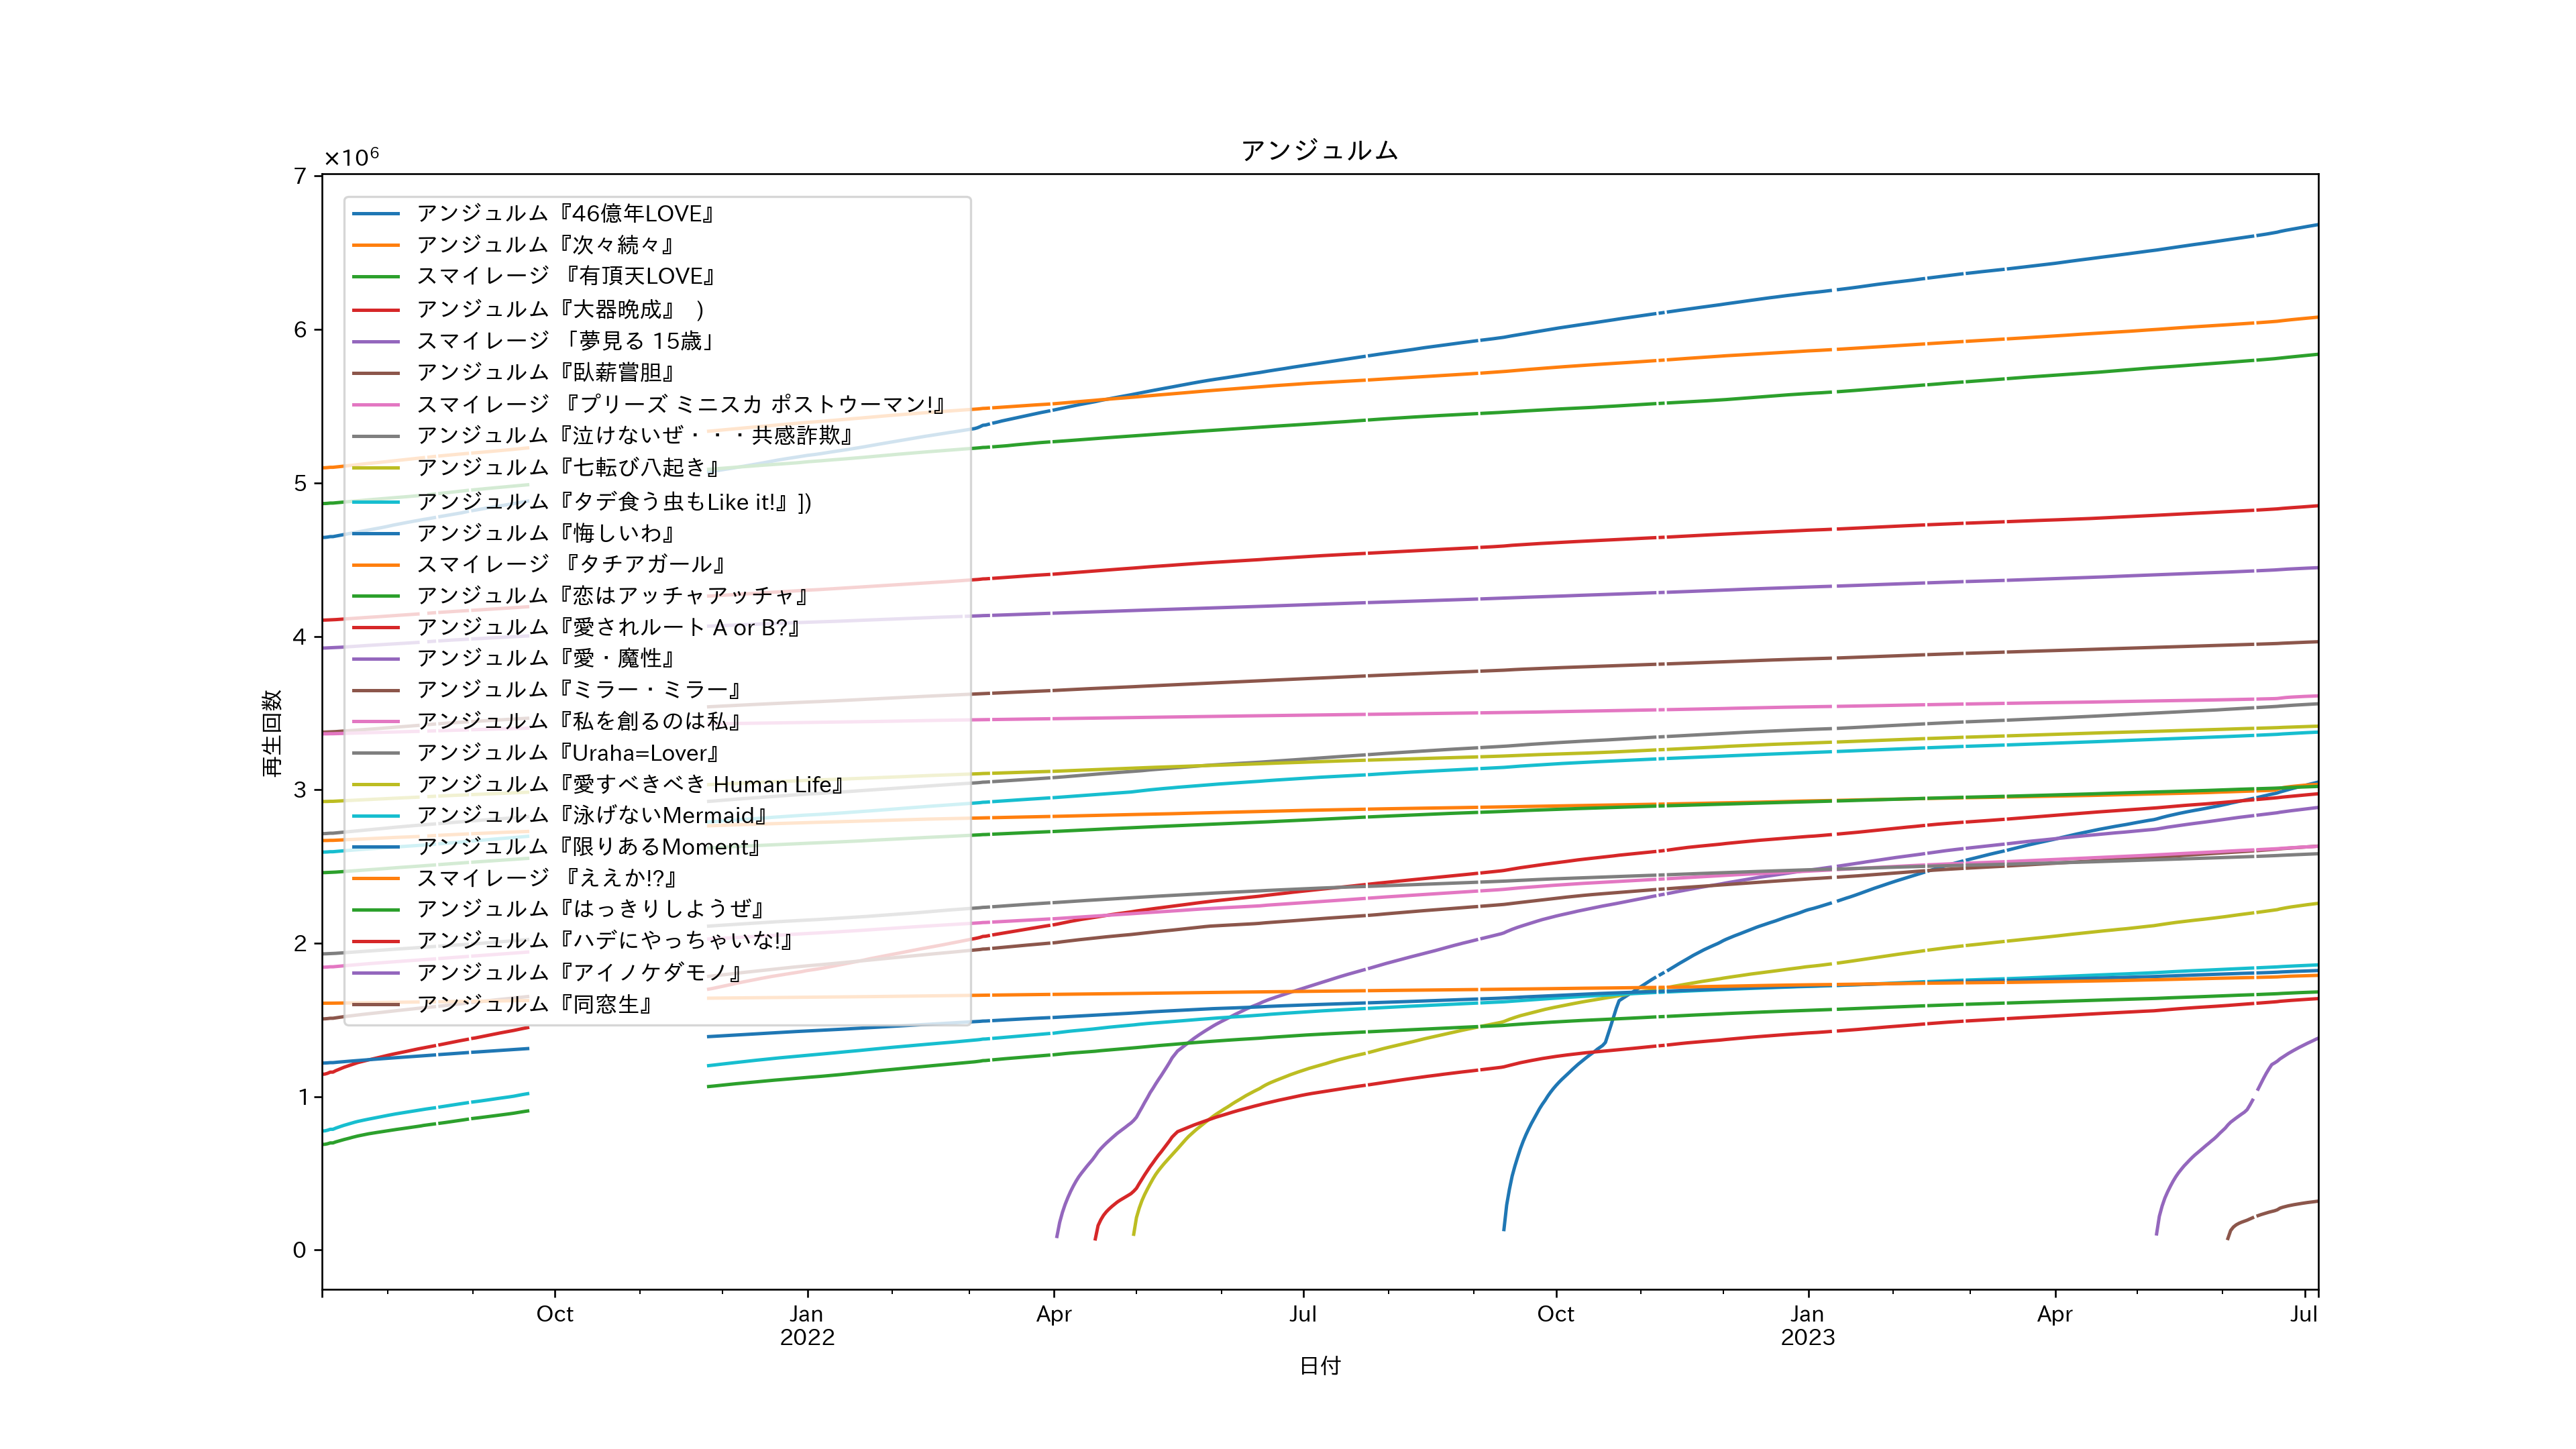 アンジュルム
×10⁶
7
6
5
4
3
2
1
0
再生回数
アンジュルム『46億年LOVE』
アンジュルム『次々続々』
スマイレージ 『有頂天LOVE』
アンジュルム『大器晩成』 )
スマイレージ 「夢見る 15歳」
アンジュルム『臥薪嘗胆』
スマイレージ 『プリーズ ミニスカ ポストウーマン!』
アンジュルム『泣けないぜ・・・共感詐欺』
アンジュルム『七転び八起き』
アンジュルム『タデ食う虫もLike it!』])
アンジュルム『悔しいわ』
スマイレージ 『タチアガール』
アンジュルム『恋はアッチャアッチャ』
アンジュルム『愛されルート A or B?』
アンジュルム『愛・魔性』
アンジュルム『ミラー・ミラー』
アンジュルム『私を創るのは私』
アンジュルム『Uraha=Lover』
アンジュルム『愛すべきべき Human Life』
アンジュルム『泳げないMermaid』
アンジュルム『限りあるMoment』
スマイレージ 『ええか!?』
アンジュルム『はっきりしようぜ』
アンジュルム『ハデにやっちゃいな!』
アンジュルム『アイノケダモノ』
アンジュルム『同窓生』
Oct Jan Apr Jul Oct Jan Apr Jul
2022 2023
日付